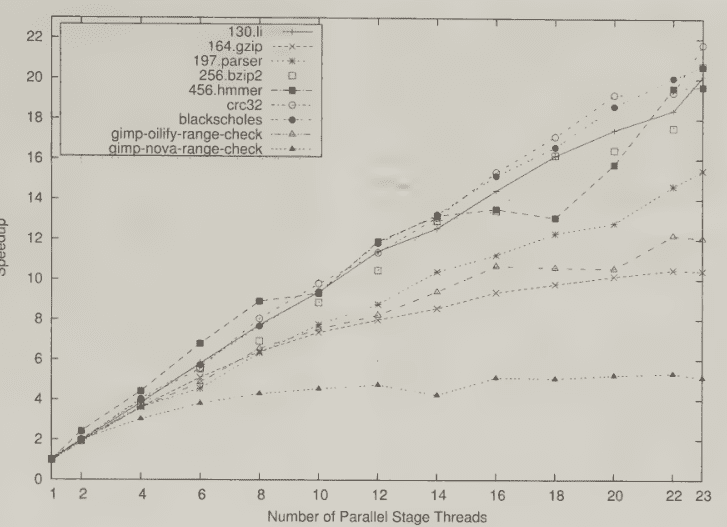 22
20
18
16
14
12
10
8
6
4
2
0
Speedup
130.li
164.gzip
197.parser
256.bzip2
456.hmmer
crc32
blackscholes
gimp-oilify-range-check
gimp-nova-range-check
1 2 4 6 8 10 12 14 16 18 20 22 23
Number of Parallel Stage Threads